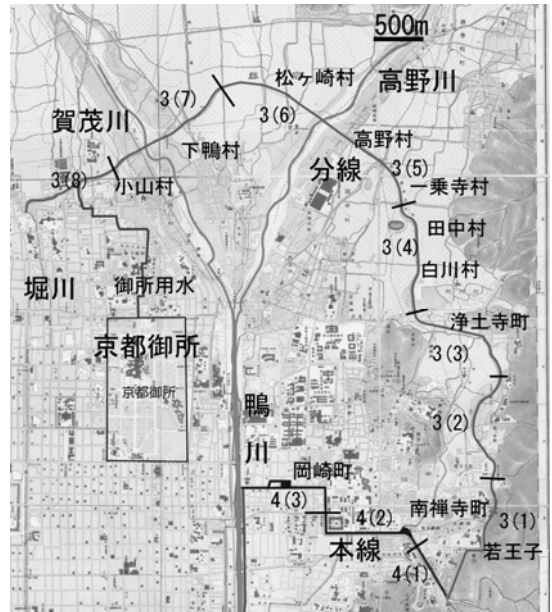 500m
松ヶ崎村
高野川
3(7)
3(6)
賀茂川
高野村
下鴨村
分線
3(5)
3(8)
小山村
一乗寺村
田中村
3(4)
堀川
御所用水
白川村
浄土寺町
京都御所
3(3)
京都御所
鴨川
3(2)
岡崎町
4(3)
南禅寺町
4(2)
3(1)
本線
若王子
4(1)